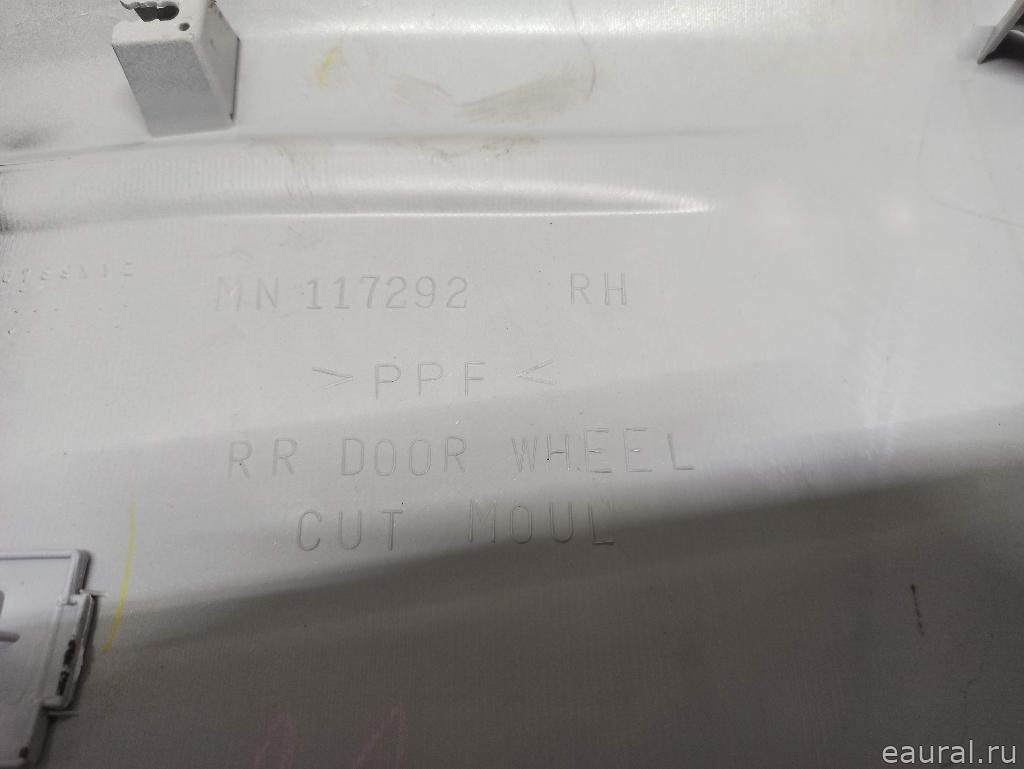 MN 117292 RH
>PPF<
RR DOOR WHEEL
CUT MOUL
eaural.ru